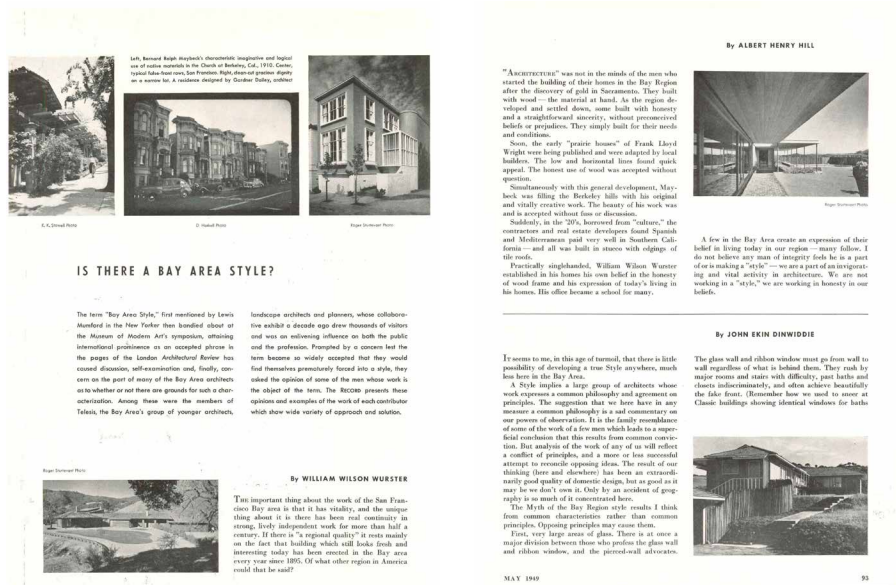 Left, Bernard Ralph Maybeck's characteristic imaginative and logical
use of native materials in the Church at Berkeley, Cal., 1910. Center,
typical false-front rows, San Francisco. Right, clean-cut gracious dignity
on a narrow lot. A residence designed by Gardner Dailey, architect
Photo
Photo
Roger Sturtevant Photo
IS THERE A BAY AREA STYLE?
The term "Bay Area Style," first mentioned by Lewis
Mumford in the New Yorker then bandied about at
the Museum of Modern Art's symposium, attaining
international prominence as an accepted phrase in
the pages of the London Architectural Review has
caused discussion, self-examination and, finally, con-
cern on the part of many of the Bay Area architects
as to whether or not there are grounds for such a char-
acterization. Among these were the members of
Telesis, the Bay Area's group of younger architects,
landscape architects and planners, whose collabora-
tive exhibit a decade ago drew thousands of visitors
and was an enlivening influence on both the public
and the profession. Prompted by a concern lest the
term became so widely accepted that they would
find themselves prematurely forced into a style, they
asked the opinion of some of the men whose work is
the object of the term. The RECORD presents these
opinions and examples of the work of each contributor
which show wide variety of approach and solution.
Roger Sturtevant Photo
By WILLIAM WILSON WURSTER
THE important thing about the work of the San Fran-
cisco Bay area is that it has vitality, and the unique
thing about it is there has been real continuity in
strong, lively independent work for more than half a
century. If there is "a regional quality" it rests mainly
on the fact that building which still looks fresh and
interesting today has been erected in the Bay area
every year since 1895. Of what other region in America
could that be said?
By ALBERT HENRY HILL
"ARCHITECTURE" was not in the minds of the men who
started the building of their homes in the Bay Region
after the discovery of gold in Sacramento. They built
with wood — the material at hand. As the region de-
veloped and settled down, some built with honesty
and a straightforward sincerity, without preconceived
beliefs or prejudices. They simply built for their needs
and conditions.
Soon, the early "prairie houses" of Frank Lloyd
Wright were being published and were adapted by local
builders. The low and horizontal lines found quick
appeal. The honest use of wood was accepted without
question.
Simultaneously with this general development, May-
beck was filling the Berkeley hills with his original
and vitally creative work. The beauty of his work was
and is accepted without fuss or discussion.
Suddenly, in the '20's, borrowed from "culture," the
contractors and real estate developers found Spanish
and Mediterranean paid very well in Southern Cali-
fornia — and all was built in stucco with edgings of
tile roofs.
Practically singlehanded, William Wilson Wurster
established in his homes his own belief in the honesty
of wood frame and his expression of today's living in
his homes. His office became a school for many.
Roger Sturtevant Photo
A few in the Bay Area create an expression of their
belief in living today in our region — many follow. I
do not believe any man of integrity feels he is a part
of or is making a "style" — we are a part of an invigorat-
ing and vital activity in architecture. We are not
working in a "style," we are working in honesty in our
beliefs.
By JOHN EKIN DINWIDDIE
IT seems to me, in this age of turmoil, that there is little
possibility of developing a true Style anywhere, much
less here in the Bay Area.
A Style implies a large group of architects whose
work expresses a common philosophy and agreement on
principles. The suggestion that we here have in any
measure a common philosophy is a sad commentary on
our powers of observation. It is the family resemblance
of some of the work of a few men which leads to a super-
ficial conclusion that this results from common convic-
tion. But analysis of the work of any of us will reflect
a conflict of principles, and a more or less successful
attempt to reconcile opposing ideas. The result of our
thinking (here and elsewhere) has been an extraordi-
narily good quality of domestic design, but as good as it
may be we don't own it. Only by an accident of geog-
raphy is so much of it concentrated here.
The Myth of the Bay Region style results I think
from common characteristics rather than common
principles. Opposing principles may cause them.
First, very large areas of glass. There is at once a
major division between those who profess the glass wall
and ribbon window, and the pierced-wall advocates.
The glass wall and ribbon window must go from wall to
wall regardless of what is behind them. They rush by
major rooms and stairs with difficulty, past baths and
closets indiscriminately, and often achieve beautifully
the fake front. (Remember how we used to sneer at
Classic buildings showing identical windows for baths
MAY 1949
93